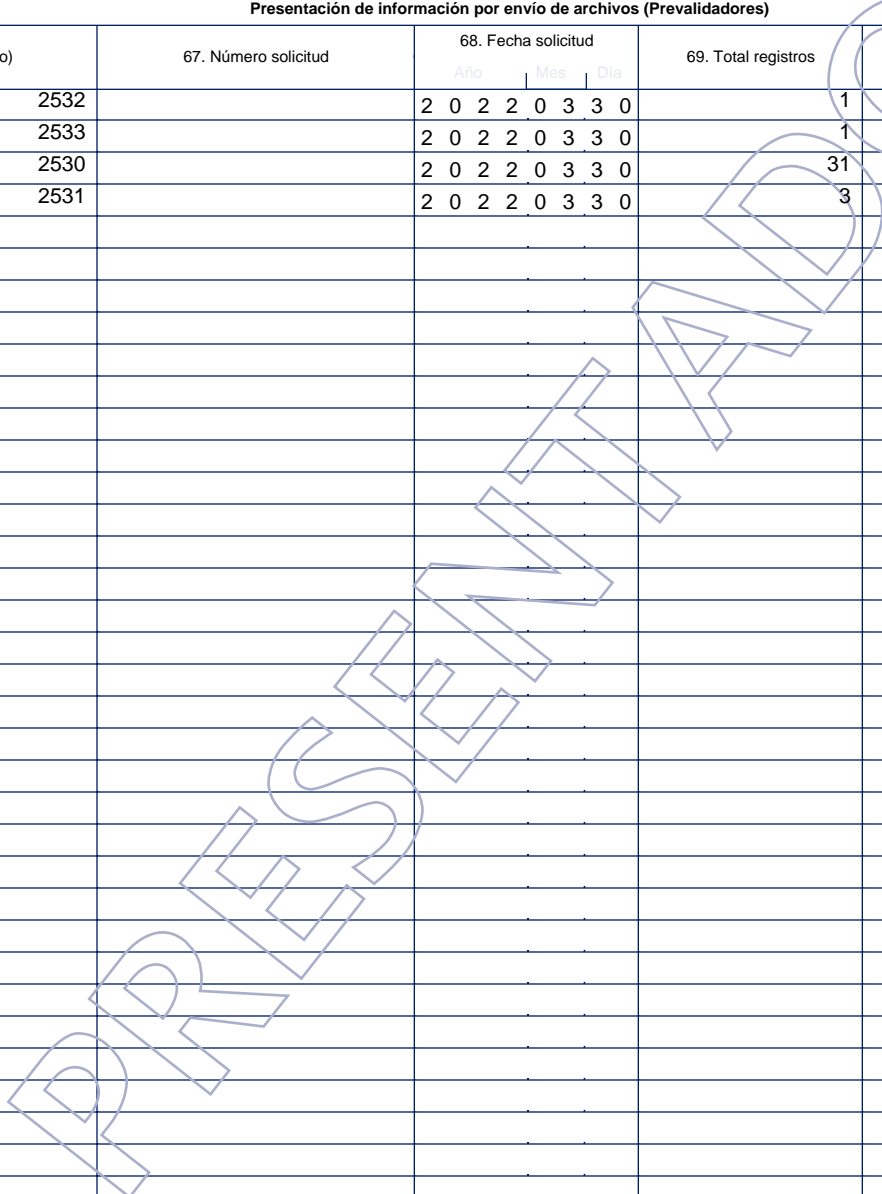 Presentación de información por envío de archivos (Prevalidadores)
o) 67. Número solicitud 68. Fecha solicitud 69. Total registros
Año Mes Día
2532 2 0 2 2 0 3 3 0 1
2533 2 0 2 2 0 3 3 0 1
2530 2 0 2 2 0 3 3 0 31
2531 2 0 2 2 0 3 3 0 3
PRESENTADO